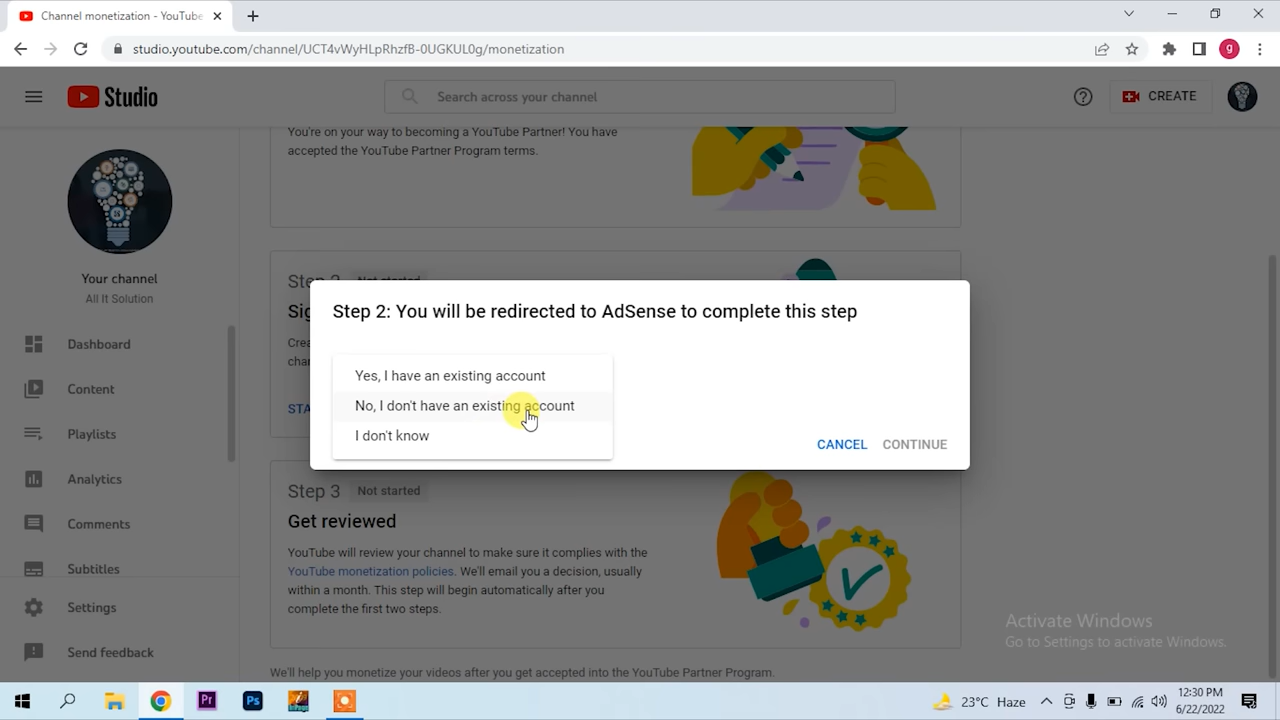 Channel monetization - YouTube
studio.youtube.com/channel/UCT4vWyHLpRhzfB-0UGKUL0g/monetization
g
Studio
Search across your channel
CREATE
Your channel
All It Solution
Dashboard
Content
Playlists
Analytics
Comments
Subtitles
Settings
Send feedback
You're on your way to becoming a YouTube Partner! You have
accepted the YouTube Partner Program terms.
Not started
Step 2: You will be redirected to AdSense to complete this step
Yes, I have an existing account
No, I don't have an existing account
I don't know
CANCEL CONTINUE
Step 3 Not started
Get reviewed
YouTube will review your channel to make sure it complies with the
YouTube monetization policies. We'll email you a decision, usually
within a month. This step will begin automatically after you
complete the first two steps.
We'll help you monetize your videos after you get accepted into the YouTube Partner Program.
Activate Windows
Go to Settings to activate Windows.
Pr
Ps
23°C Haze
12:30 PM
6/22/2022